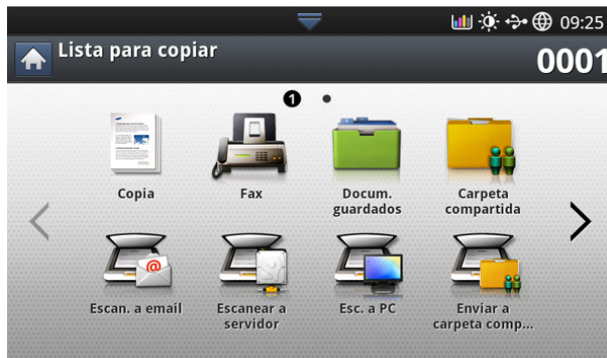 09:25
Lista para copiar
0001
1
Copia
Fax
Docum.
guardados
Carpeta
compartida
@
Escan. a email
Escanear a
servidor
Esc. a PC
Enviar a
carpeta comp...